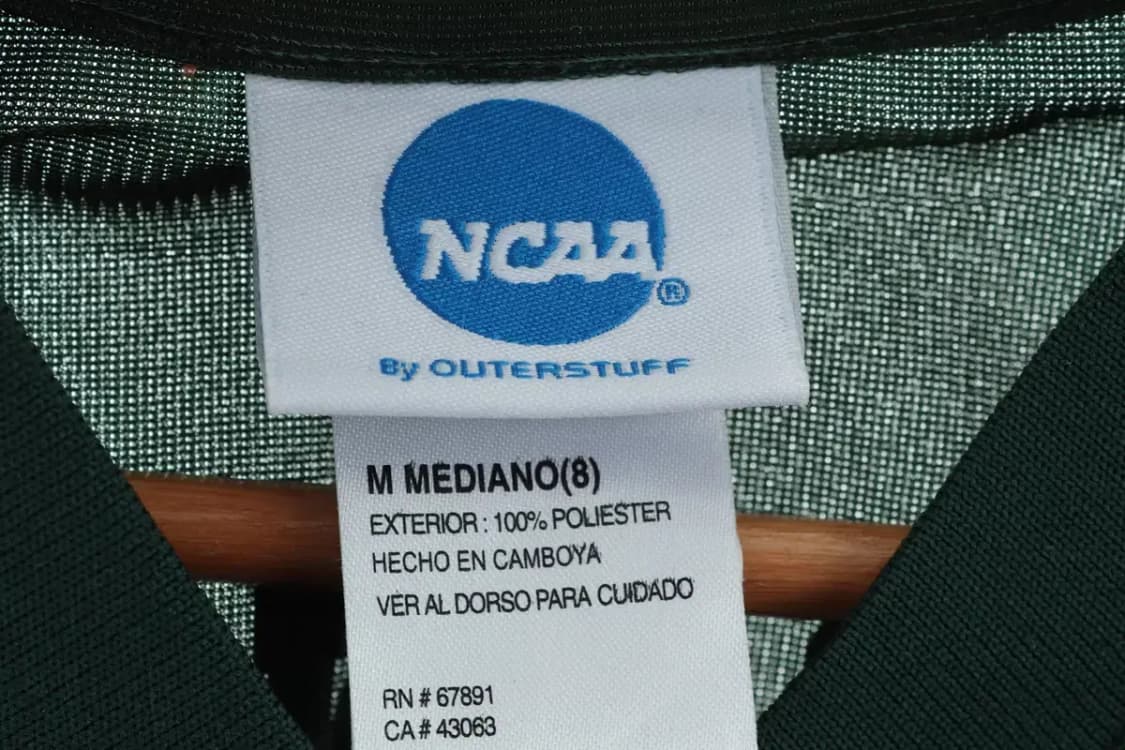 NCAA®
By OUTERSTUFF
M MEDIANO(8)
EXTERIOR : 100% POLIESTER
HECHO EN CAMBOYA
VER AL DORSO PARA CUIDADO
RN # 67891
CA # 43063